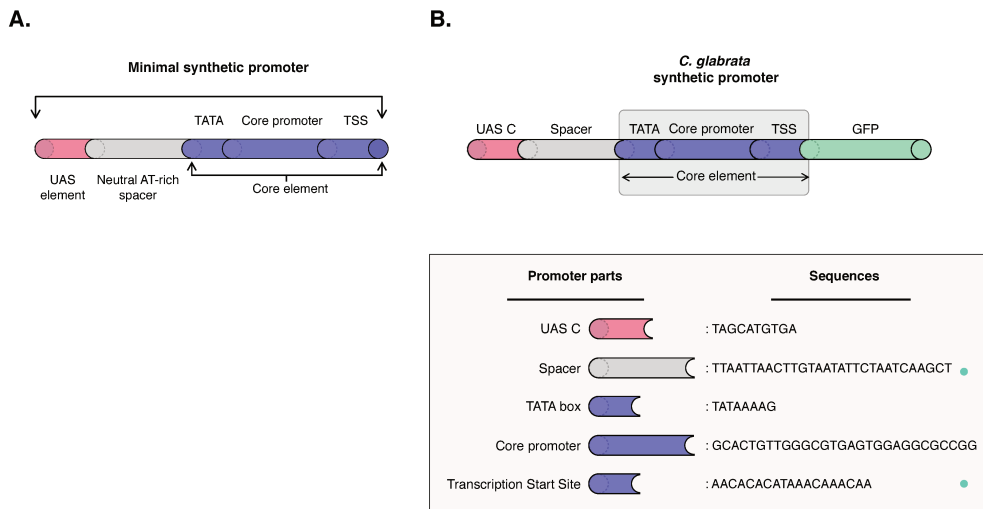 A.
Minimal synthetic promoter
TATA Core promoter TSS
UAS element
Neutral AT-rich spacer
Core element
B.
C. glabrata
synthetic promoter
UAS C Spacer TATA Core promoter TSS GFP
Core element
Promoter parts Sequences
UAS C : TAGCATGTGA
Spacer : TTAATTAACTTGTAATATTCTAATCAAGCT
TATA box : TATAAAAG
Core promoter : GCACTGTTGGGCGTGAGTGGAGGCGCCGG
Transcription Start Site : AACACACATAAACAAACAA